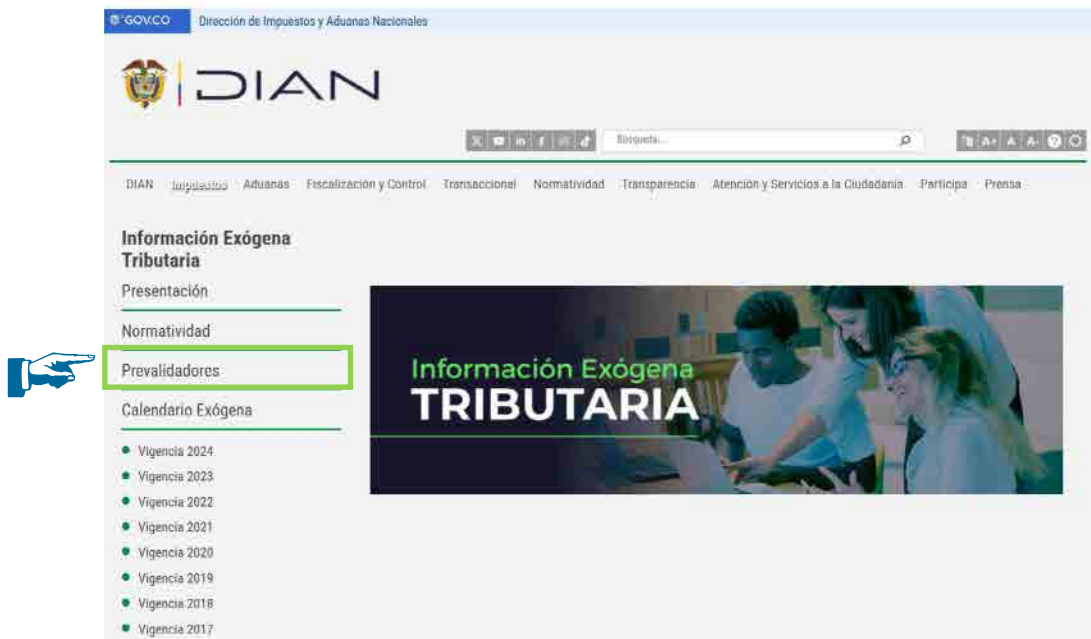 GOV.CO
Dirección de Impuestos y Aduanas Nacionales
DIAN
Búsqueda...
A+ A A-
DIAN Impuestos Aduanas Fiscalización y Control Transaccional Normatividad Transparencia Atención y Servicios a la Ciudadanía Participa Prensa
Información Exógena
Tributaria
Presentación
Normatividad
Prevalidadores
Calendario Exógena
Vigencia 2024
Vigencia 2023
Vigencia 2022
Vigencia 2021
Vigencia 2020
Vigencia 2019
Vigencia 2018
Vigencia 2017
Información Exógena
TRIBUTARIA